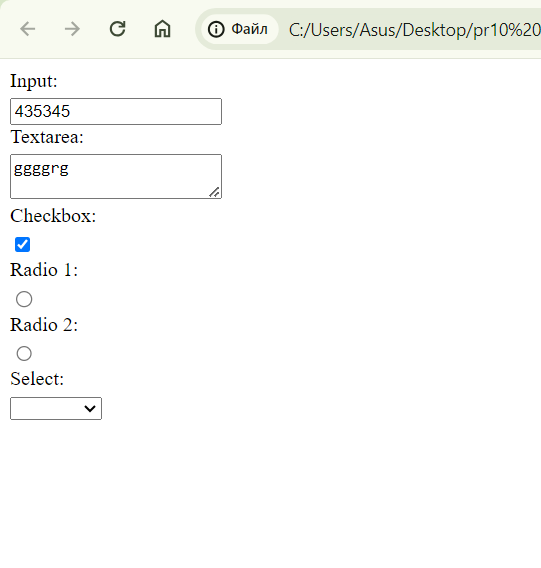 Файл C:/Users/Asus/Desktop/pr10%20
Input:
435345
Textarea:
ggggrg
Checkbox:
Radio 1:
Radio 2:
Select: